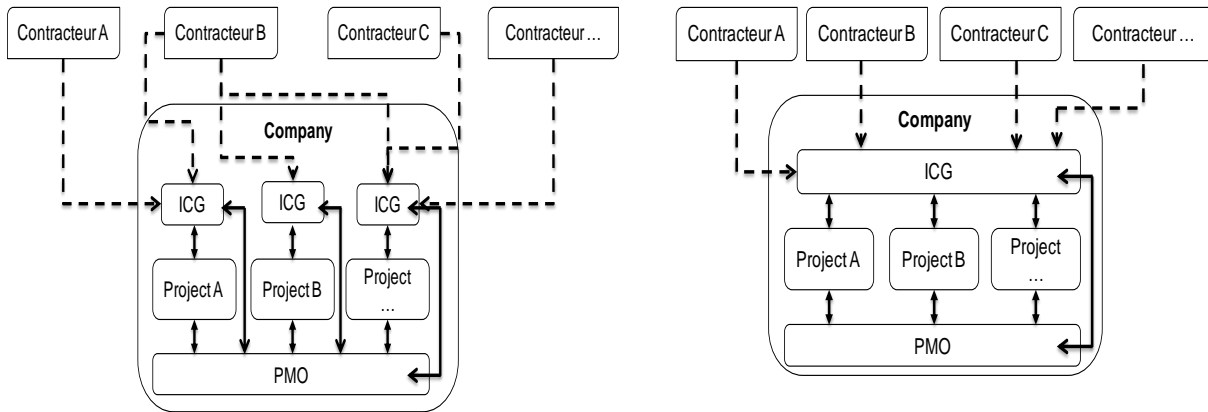 Contracteur A
Contracteur B
Contracteur C
Contracteur ...
Company
ICG
ICG
ICG
Project A
Project B
Project
...
PMO
Contracteur A
Contracteur B
Contracteur C
Contracteur ...
Company
ICG
Project A
Project B
Project
...
PMO